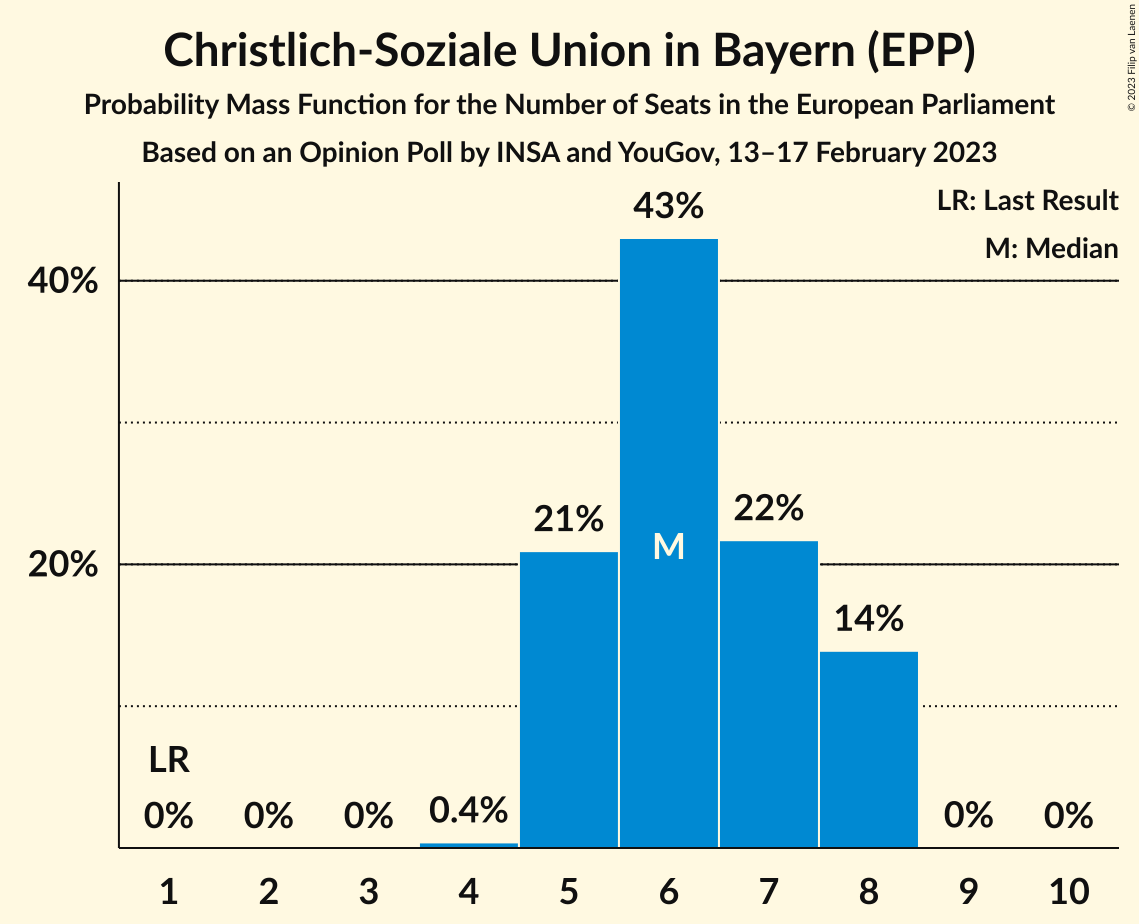 Christlich-Soziale Union in Bayern (EPP)
Probability Mass Function for the Number of Seats in the European Parliament
Based on an Opinion Poll by INSA and YouGov, 13–17 February 2023
© 2023 Filip van Laenen
LR: Last Result
M: Median
43%
40%
22%
21%
M
20%
14%
LR
0% 0% 0% 0.4% 0% 0%
1 2 3 4 5 6 7 8 9 10